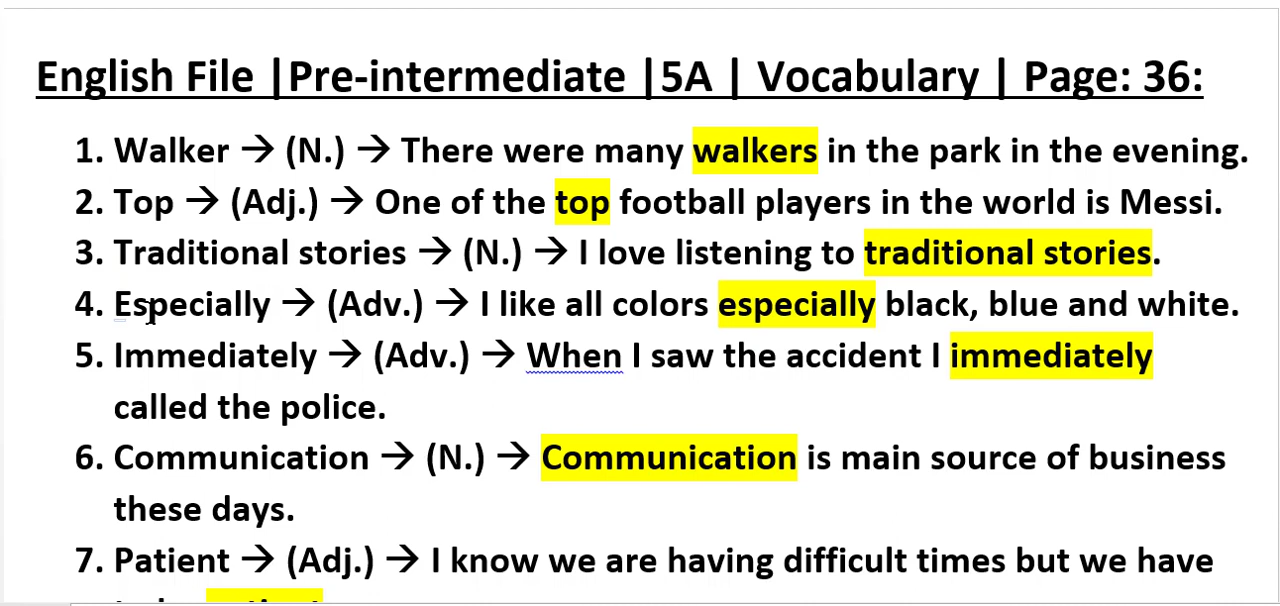 English File |Pre-intermediate |5A | Vocabulary | Page: 36:
1. Walker → (N.) → There were many walkers in the park in the evening.
2. Top → (Adj.) → One of the top football players in the world is Messi.
3. Traditional stories → (N.) → I love listening to traditional stories.
4. Especially → (Adv.) → I like all colors especially black, blue and white.
5. Immediately → (Adv.) → When I saw the accident I immediately
called the police.
6. Communication → (N.) → Communication is main source of business
these days.
7. Patient → (Adj.) → I know we are having difficult times but we have